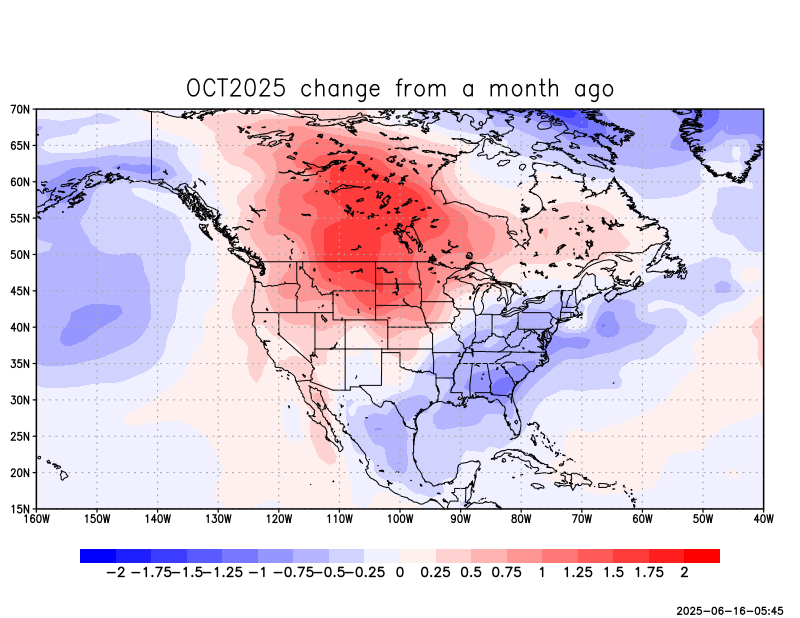 OCT2025 change from a month ago
70N
65N
60N
55N
50N
45N
40N
35N
30N
25N
20N
15N
160W 150W 140W 130W 120W 110W 100W 90W 80W 70W 60W 50W 40W
-2 -1.75 -1.5 -1.25 -1 -0.75 -0.5 -0.25 0 0.25 0.5 0.75 1 1.25 1.5 1.75 2
2025-06-16-05:45